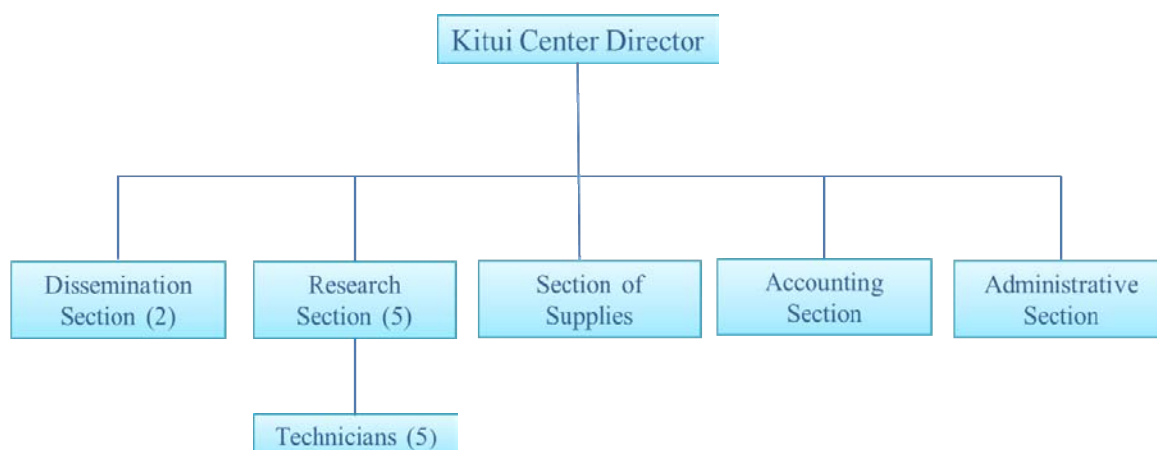 Kitui Center Director
Dissemination
Section (2)
Research
Section (5)
Section of
Supplies
Accounting
Section
Administrative
Section
Technicians (5)